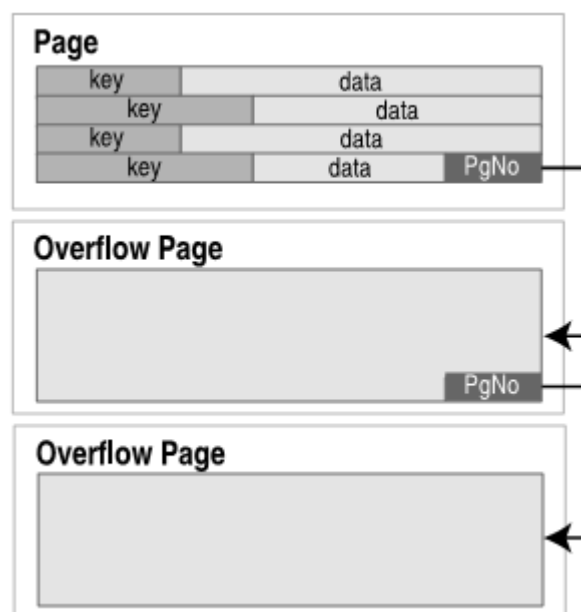 Page
key data
key data
key data
key data PgNo
Overflow Page
PgNo
Overflow Page